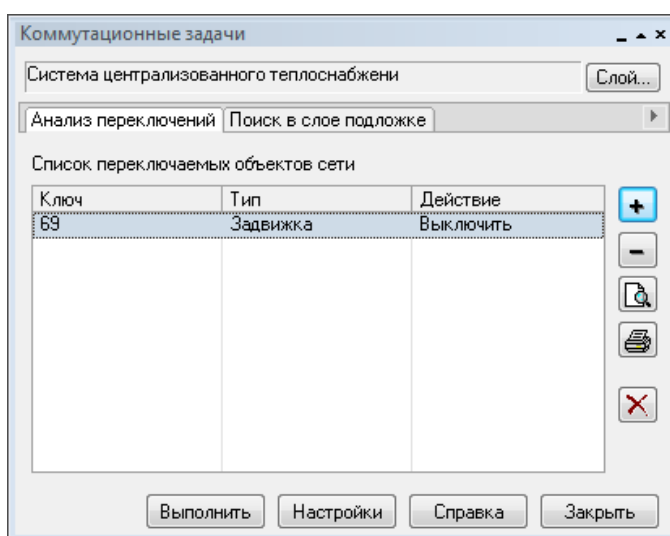 Коммутационные задачи
Система централизованного теплоснабжени
Слой...
Анализ переключений
Поиск в слое подложке
Список переключаемых объектов сети
Ключ Тип Действие
69 Задвижка Выключить
Выполнить Настройки Справка Закрыть